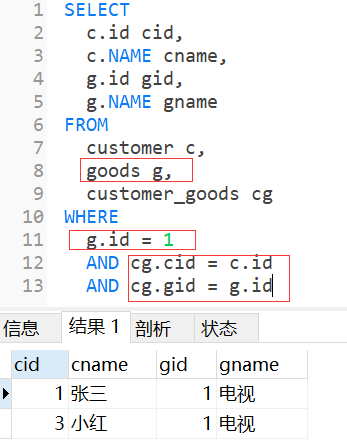 1 SELECT
2 c.id cid,
3 c.NAME cname,
4 g.id gid,
5 g.NAME gname
6 FROM
7 customer c,
8 goods g,
9 customer_goods cg
10 WHERE
11 g.id = 1
12 AND cg.cid = c.id
13 AND cg.gid = g.id
信息 结果 1 剖析 状态
cid cname gid gname
1 张三 1 电视
3 小红 1 电视